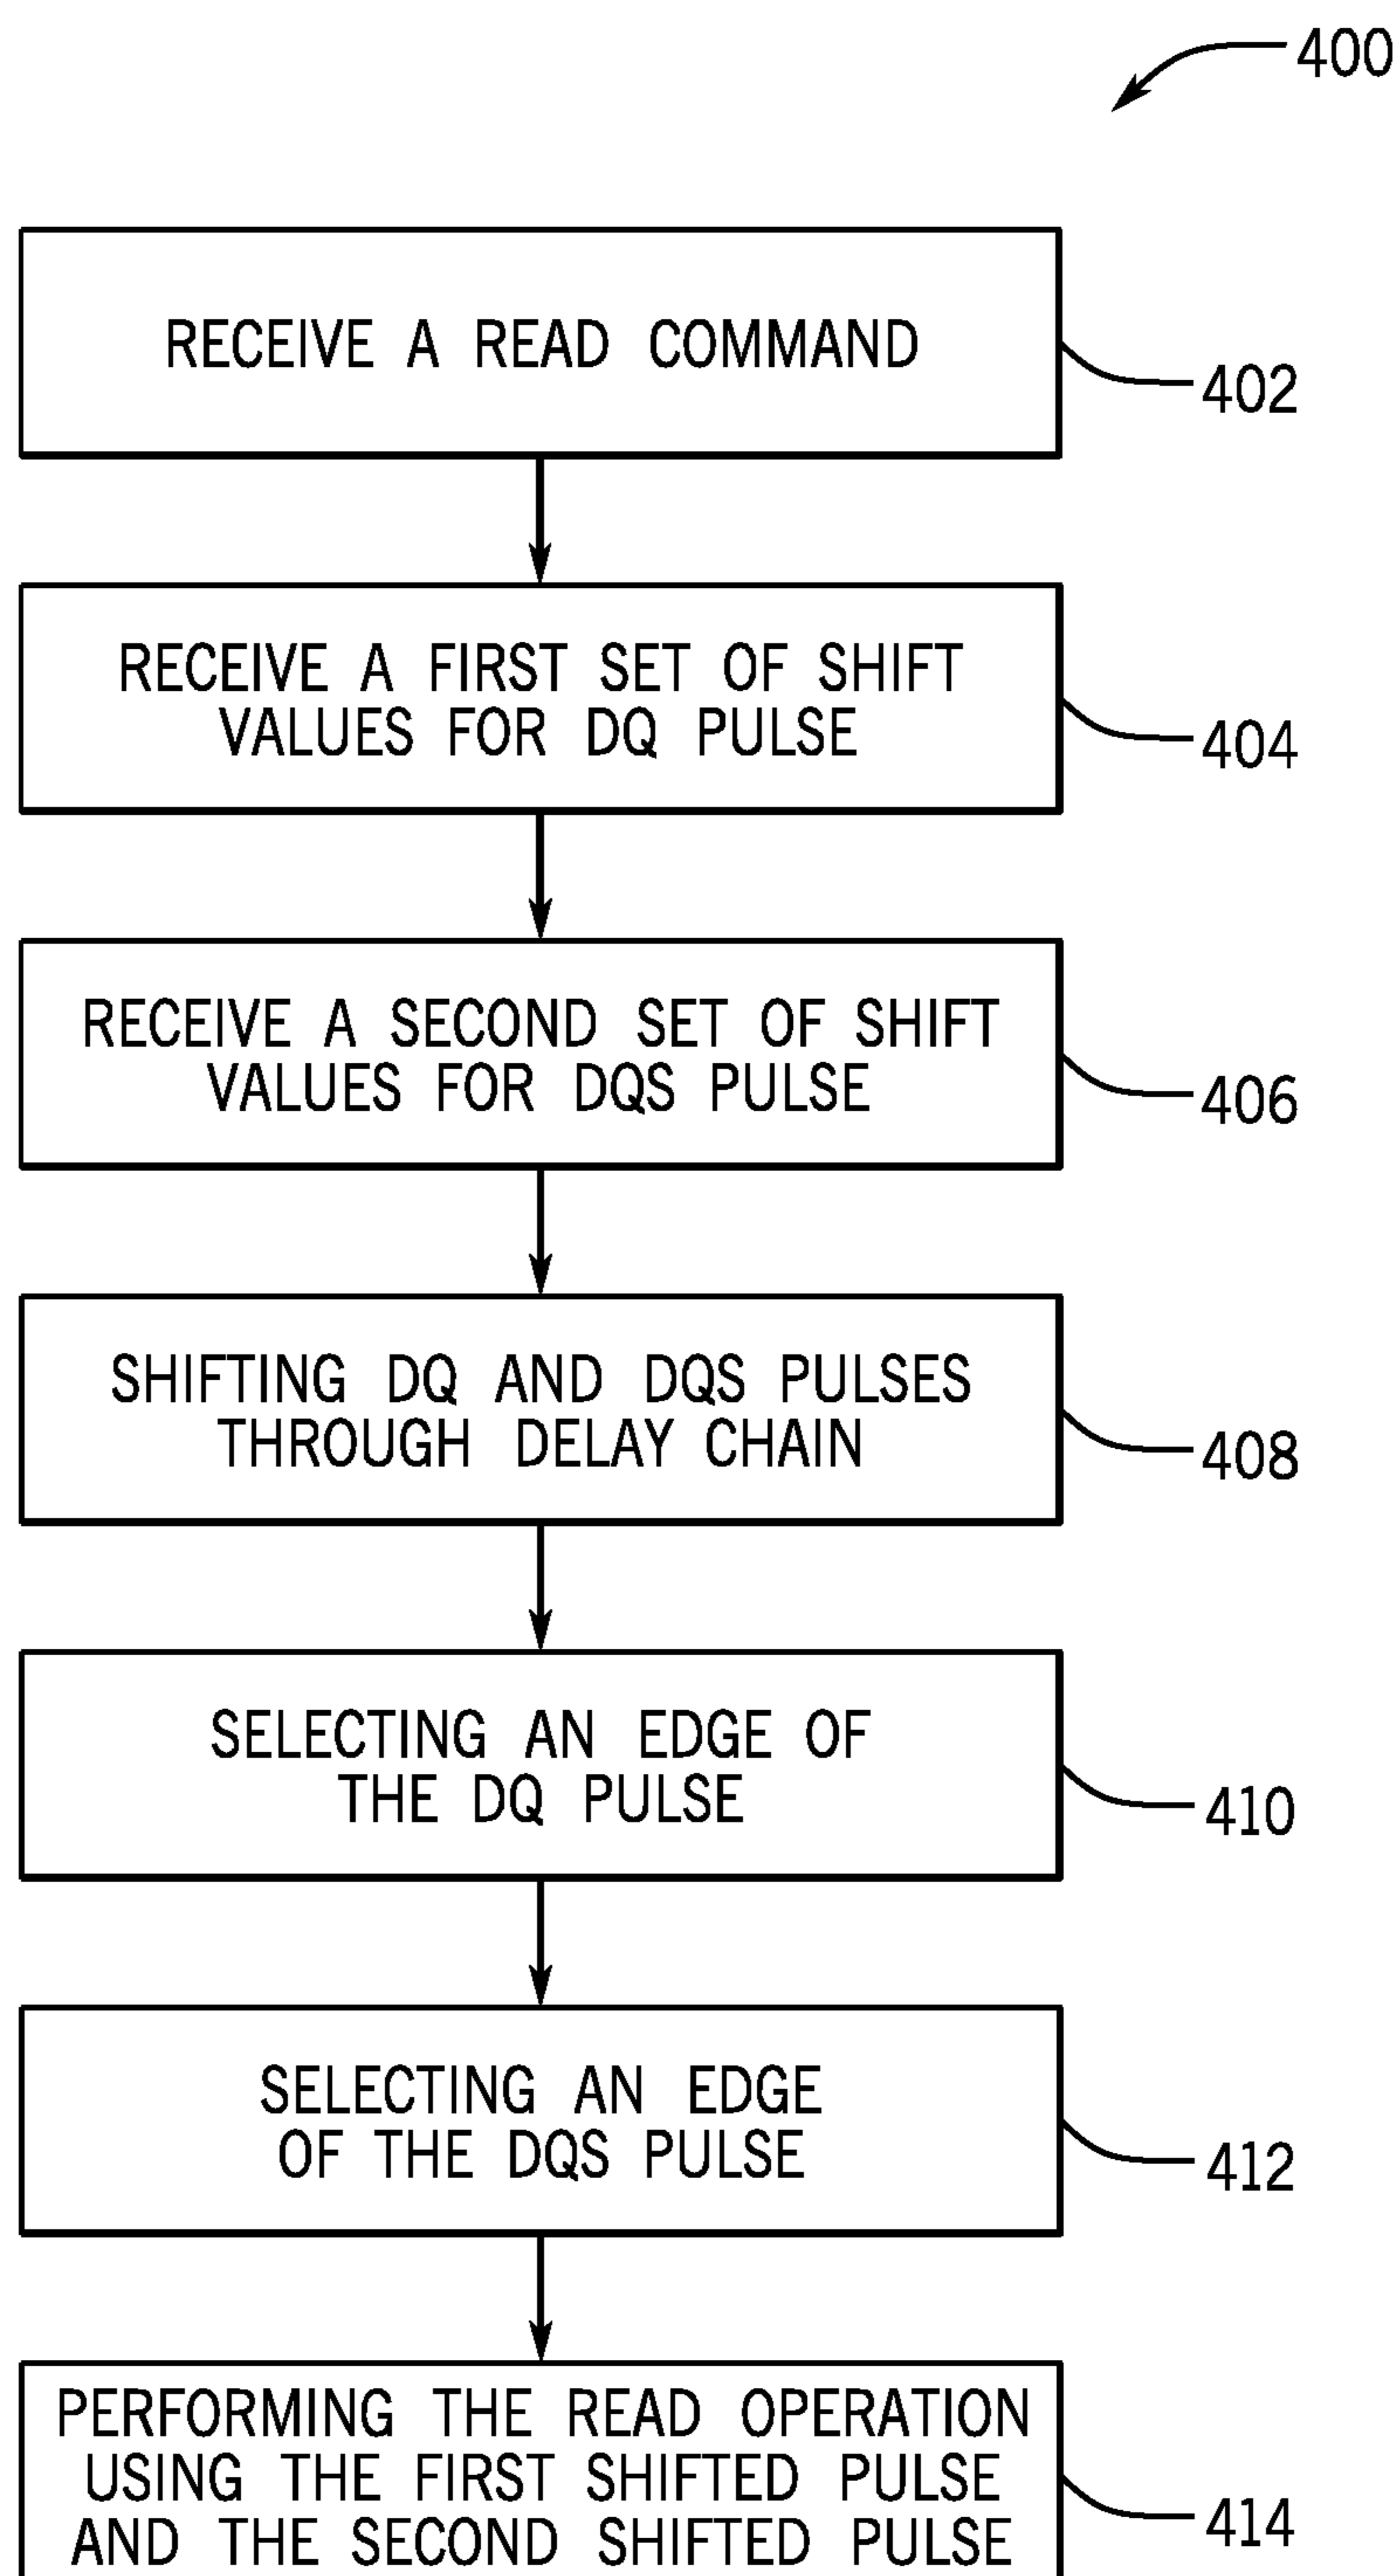 400
RECEIVE A READ COMMAND
402
RECEIVE A FIRST SET OF SHIFT
VALUES FOR DQ PULSE
404
RECEIVE A SECOND SET OF SHIFT
VALUES FOR DQS PULSE
406
SHIFTING DQ AND DQS PULSES
THROUGH DELAY CHAIN
408
SELECTING AN EDGE OF
THE DQ PULSE
410
SELECTING AN EDGE
OF THE DQS PULSE
412
PERFORMING THE READ OPERATION
USING THE FIRST SHIFTED PULSE
AND THE SECOND SHIFTED PULSE
414